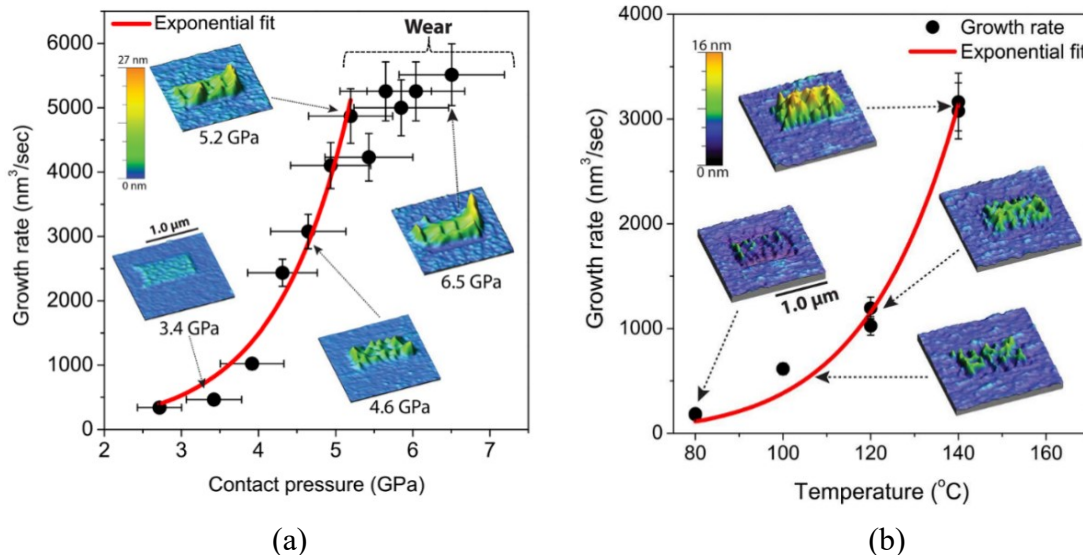 Exponential fit
Wear
27 nm
0 nm
5.2 GPa
1.0 µm
3.4 GPa
4.6 GPa
6.5 GPa
6000
5000
4000
3000
2000
1000
0
2 3 4 5 6 7
Growth rate (nm³/sec)
Contact pressure (GPa)
(a)
Growth rate
Exponential fit
16 nm
0 nm
1.0 µm
4000
3000
2000
1000
0
80 100 120 140 160
Growth rate (nm³/sec)
Temperature (°C)
(b)